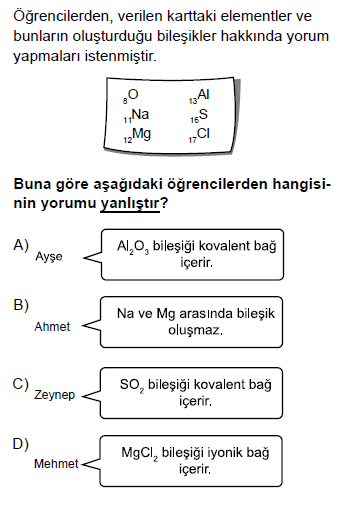 Öğrencilerden, verilen karttaki elementler ve
bunların oluşturduğu bileşikler hakkında yorum
yapmaları istenmiştir.
₈O ₁₃Al
₁₁Na ₁₆S
₁₂Mg ₁₇Cl
Buna göre aşağıdaki öğrencilerden hangisi-
nin yorumu yanlıştır?
A) Ayşe
Al₂O₃ bileşiği kovalent bağ
içerir.
B) Ahmet
Na ve Mg arasında bileşik
oluşmaz.
C) Zeynep
SO₂ bileşiği kovalent bağ
içerir.
D) Mehmet
MgCl₂ bileşiği iyonik bağ
içerir.